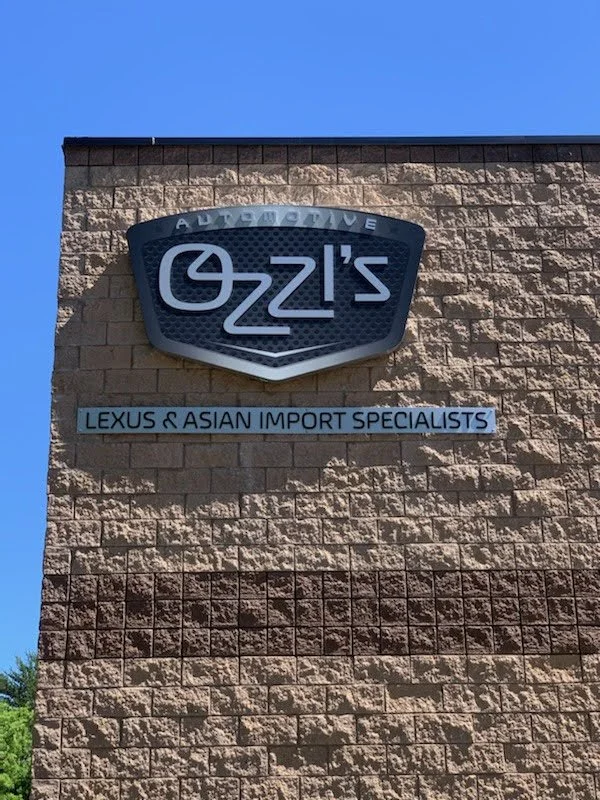 AUTOMOTIVE
OZZI'S
LEXUS & ASIAN IMPORT SPECIALISTS